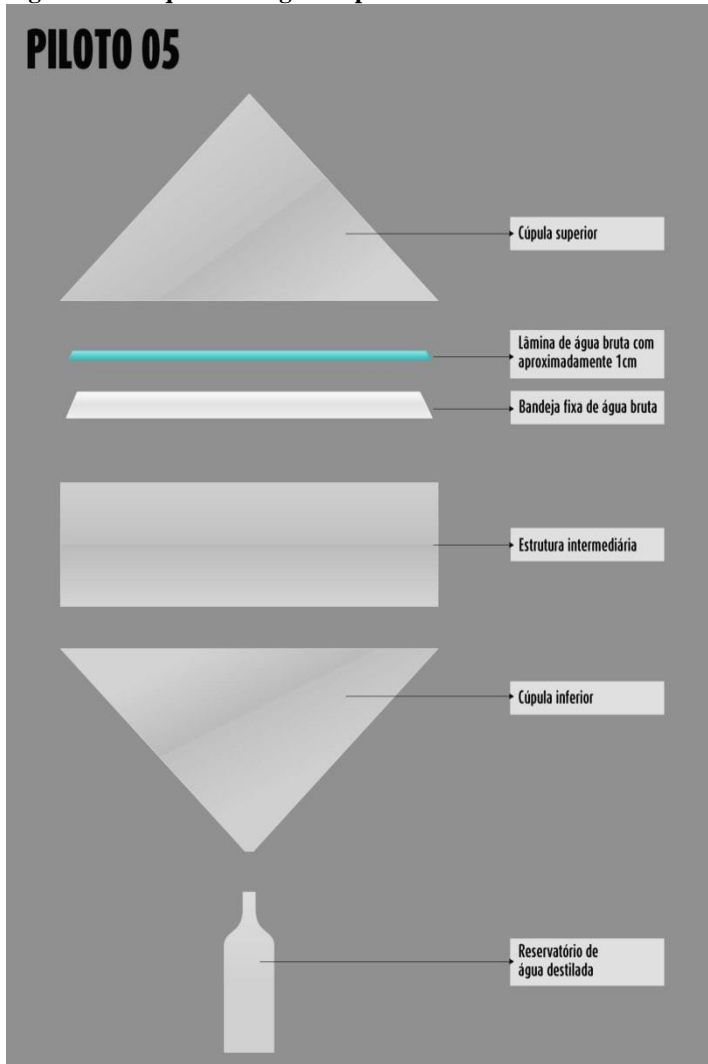 PILOTO 05
Cúpula superior
Lâmina de água bruta com
aproximadamente 1cm
Bandeja fixa de água bruta
Estrutura intermediária
Cúpula inferior
Reservatório de
água destilada